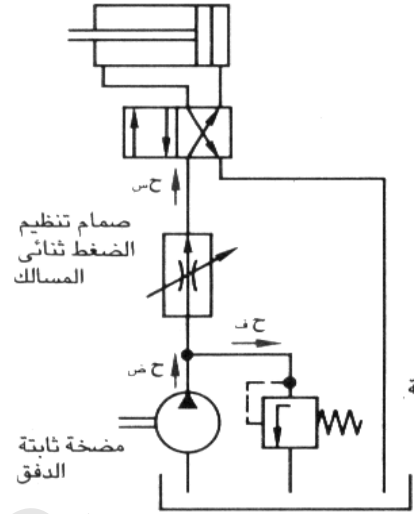 ح س
صمام تنظيم
الضغط ثنائى
المسالك
ح ف
ح ض
ة
مضخة ثابتة
الدفق